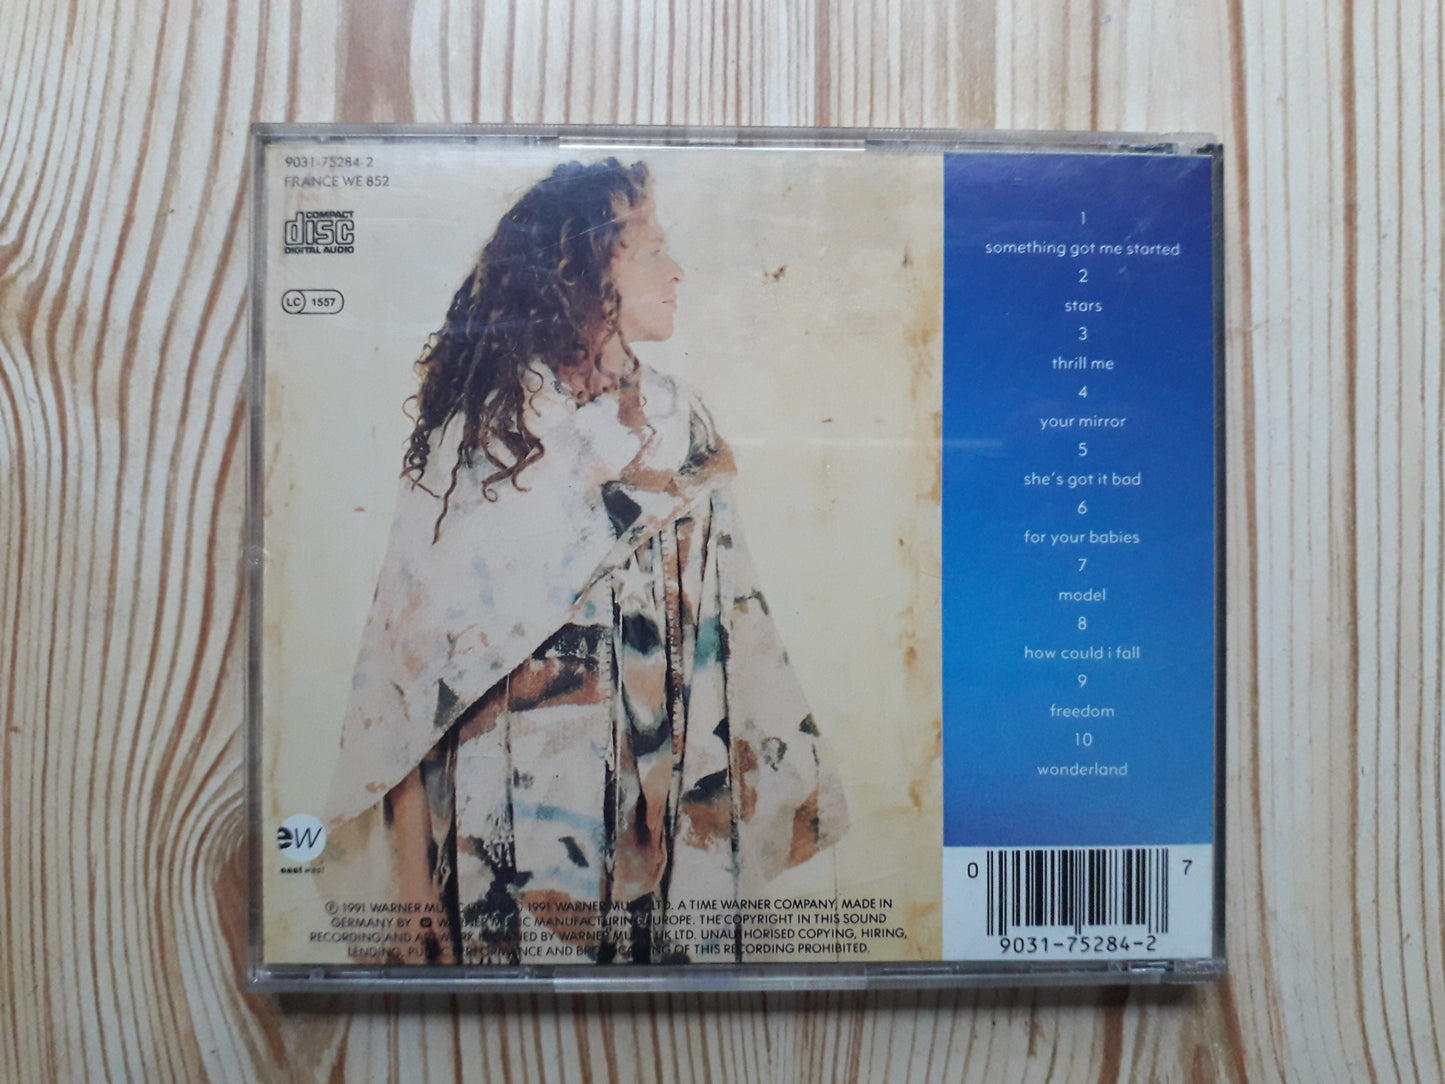 9031-75284-2
FRANCE WE 852
COMPACT
disc
DIGITAL AUDIO
LC 1557
1
something got me started
2
stars
3
thrill me
4
your mirror
5
she's got it bad
6
for your babies
7
model
8
how could i fall
9
freedom
10
wonderland
ew
east west
℗ 1991 WARNER MUSIC 1991 WARNER MUSIC LTD. A TIME WARNER COMPANY, MADE IN
GERMANY BY WARNER MUSIC MANUFACTURING EUROPE. THE COPYRIGHT IN THIS SOUND
RECORDING AND ARTWORK IS OWNED BY WARNER MUSIC UK LTD. UNAUTHORISED COPYING, HIRING,
LENDING, PUBLIC PERFORMANCE AND BROADCASTING OF THIS RECORDING PROHIBITED.
0 7
9031-75284-2